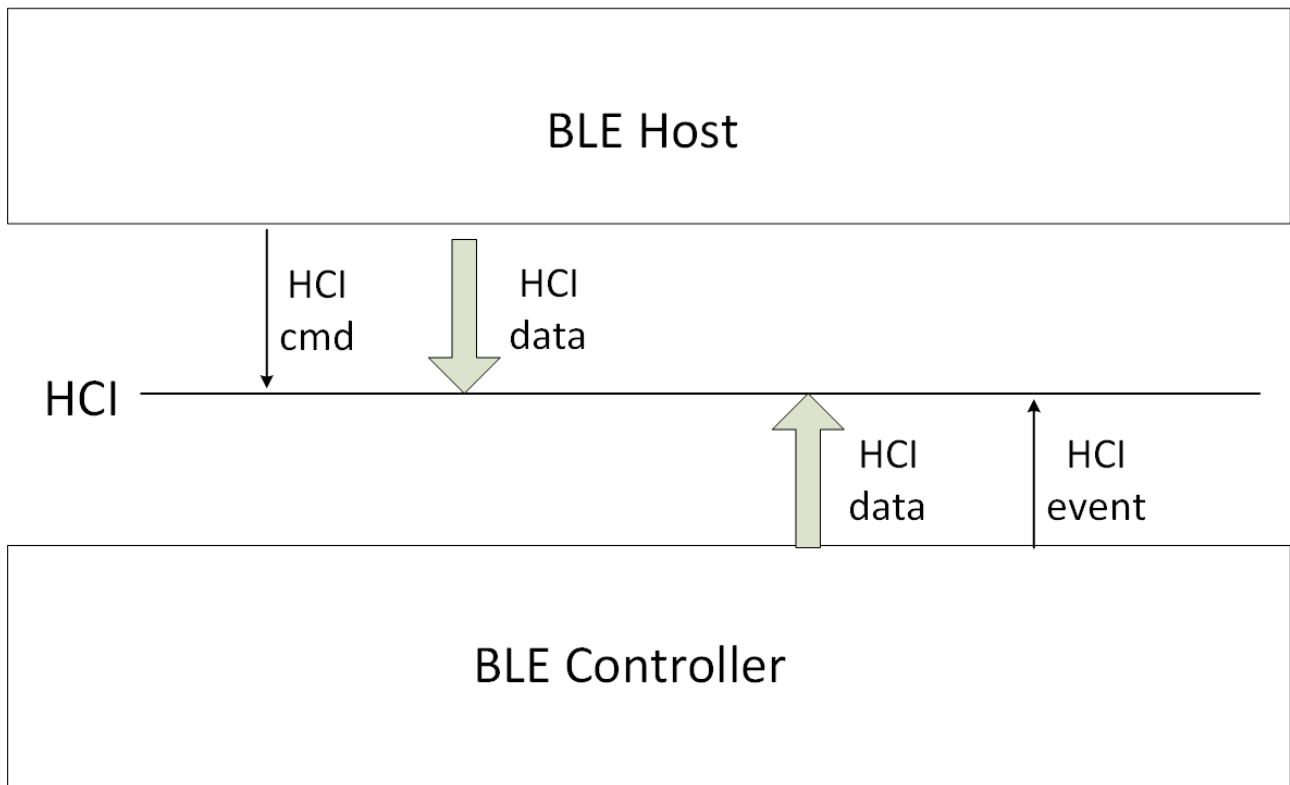 BLE Host
HCI
cmd
HCI
data
HCI
HCI
data
HCI
event
BLE Controller